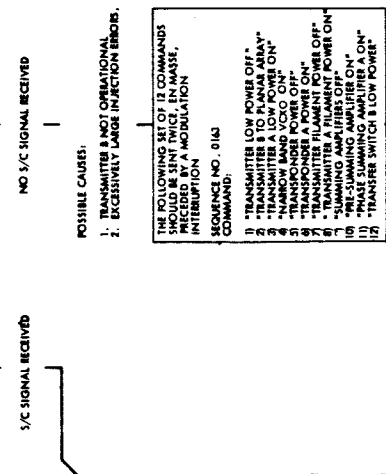 NO S/C SIGNAL RECEIVED
POSSIBLE CAUSES:
1. TRANSMITTER B NOT OPERATIONAL
2. EXCESSIVELY LARGE INJECTION ERRORS.
THE FOLLOWING SET OF 12 COMMANDS
SHOULD BE SENT TWICE, EN MASSE,
PRECEDED BY A MODULATION
INTERRUPTION
SEQUENCE NO. 0163
COMMAND:
1) "TRANSMITTER LOW POWER OFF"
2) "TRANSMITTER B TO PLANAR ARRAY"
3) "TRANSMITTER A LOW POWER ON"
4) "NARROW BAND VCXO ON"
5) "TRANSPONDER POWER OFF"
6) "TRANSPONDER A POWER ON"
7) "TRANSMITTER FILAMENT POWER OFF"
8) "TRANSMITTER A FILAMENT POWER ON"
"SUMMING AMPLIFIERS OFF"
10) "PRE-SUMMING AMPLIFIER ON"
11) "PHASE SUMMING AMPLIFIER A ON"
12) "TRANSFER SWITCH B LOW POWER"
S/C SIGNAL RECEIVED